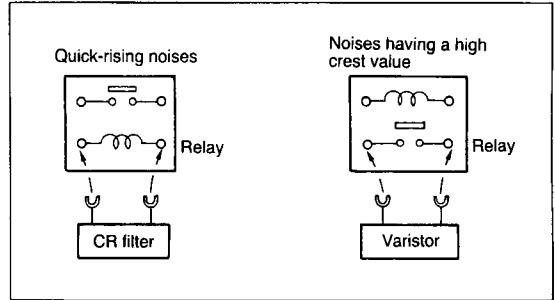 Quick-rising noises
Relay
CR filter
Noises having a high
crest value
Relay
Varistor